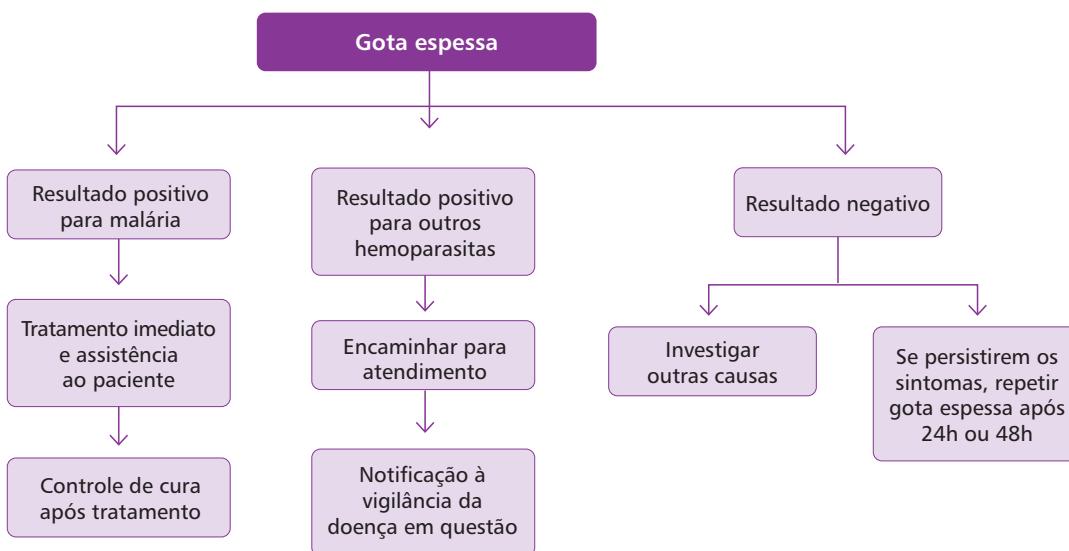 Gota espessa
Resultado positivo
para malária
Tratamento imediato
e assistência
ao paciente
Controle de cura
após tratamento
Resultado positivo
para outros
hemoparasitas
Encaminhar para
atendimento
Notificação à
vigilância da
doença em questão
Resultado negativo
Investigar
outras causas
Se persistirem os
sintomas, repetir
gota espessa após
24h ou 48h